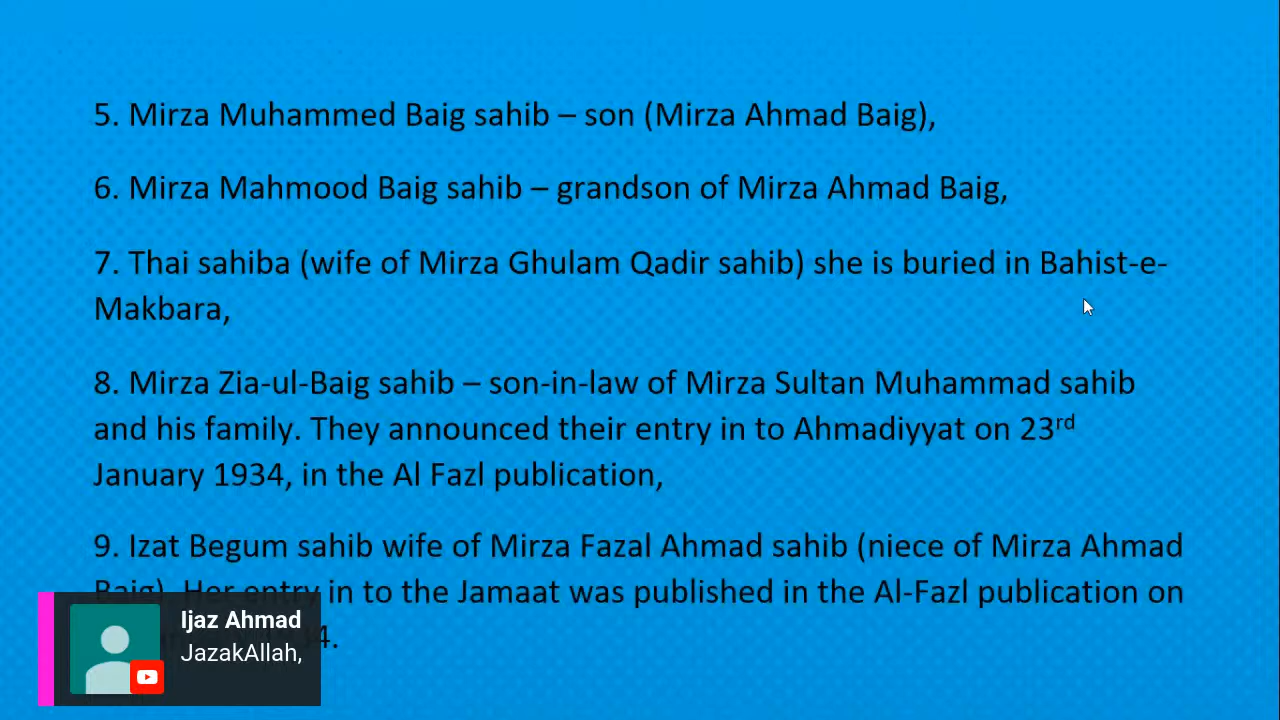 5. Mirza Muhammed Baig sahib – son (Mirza Ahmad Baig),
6. Mirza Mahmood Baig sahib – grandson of Mirza Ahmad Baig,
7. Thai sahiba (wife of Mirza Ghulam Qadir sahib) she is buried in Bahist-e-
Makbara,
8. Mirza Zia-ul-Baig sahib – son-in-law of Mirza Sultan Muhammad sahib
and his family. They announced their entry in to Ahmadiyyat on 23rd
January 1934, in the Al Fazl publication,
9. Izat Begum sahib wife of Mirza Fazal Ahmad sahib (niece of Mirza Ahmad
Baig). Her entry in to the Jamaat was published in the Al-Fazl publication on
Ijaz Ahmad
JazakAllah,